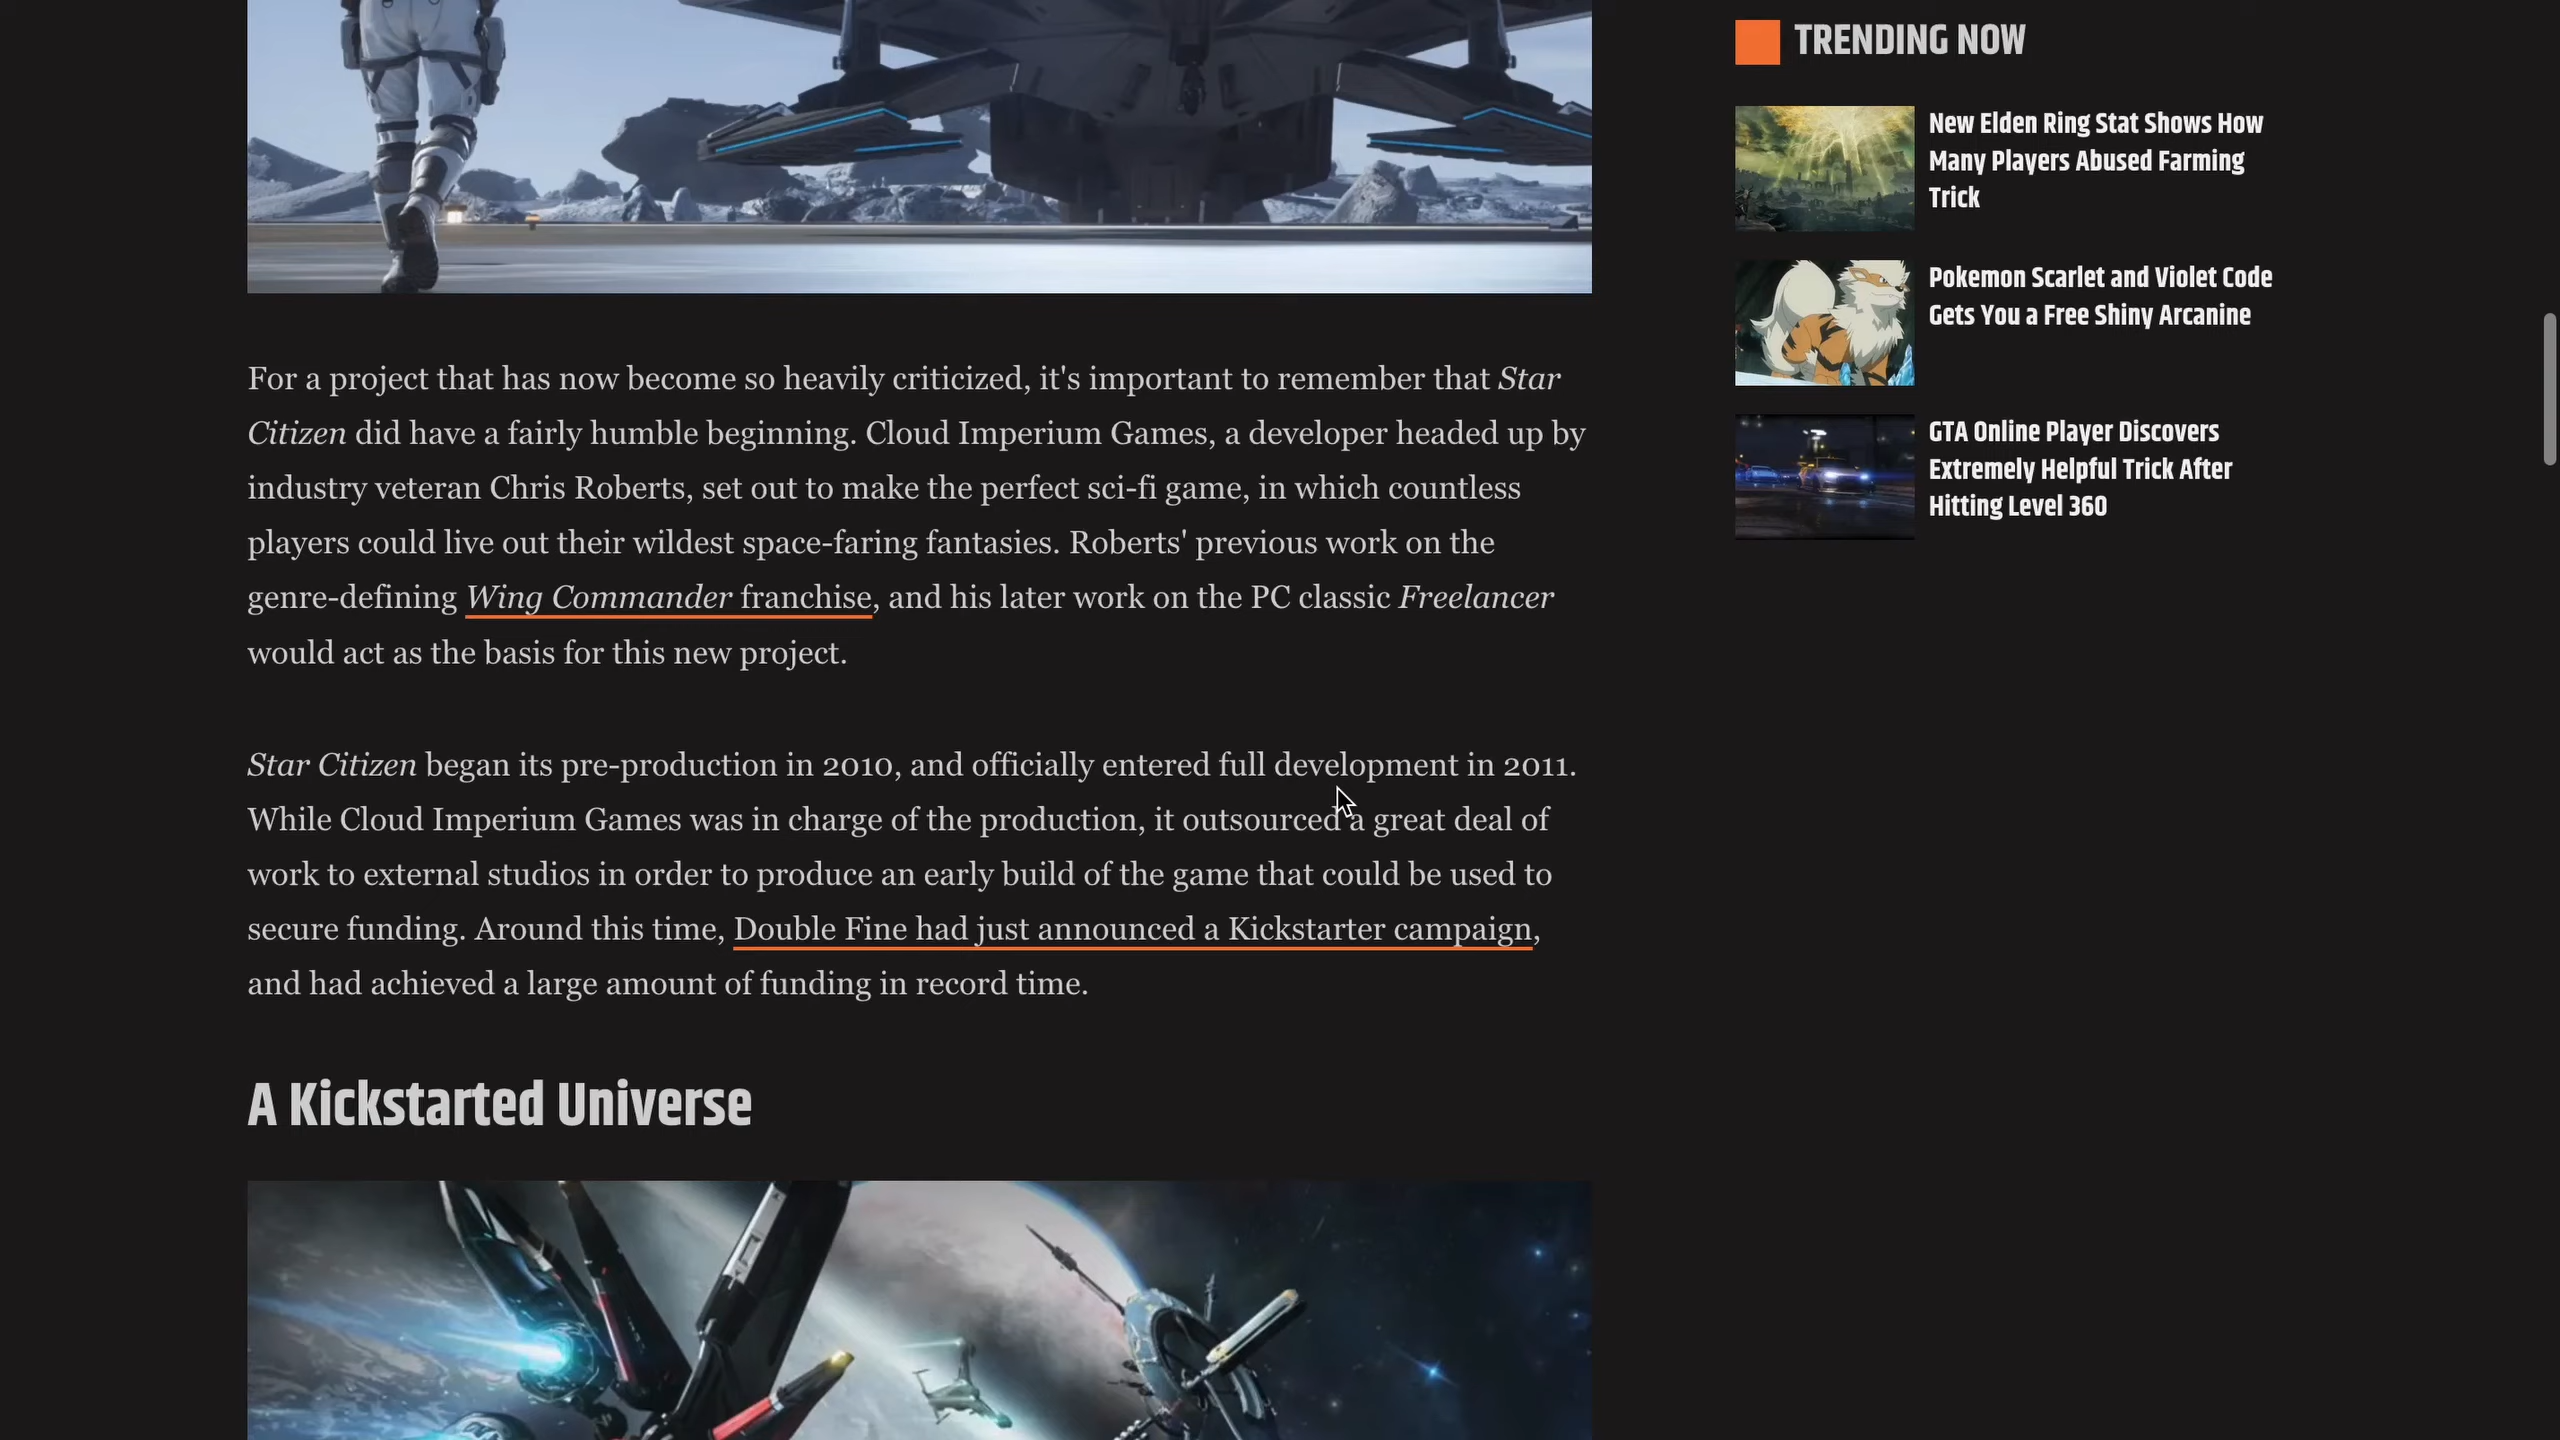 TRENDING NOW
New Elden Ring Stat Shows How
Many Players Abused Farming
Trick
Pokemon Scarlet and Violet Code
Gets You a Free Shiny Arcanine
GTA Online Player Discovers
Extremely Helpful Trick After
Hitting Level 360
For a project that has now become so heavily criticized, it's important to remember that Star
Citizen did have a fairly humble beginning. Cloud Imperium Games, a developer headed up by
industry veteran Chris Roberts, set out to make the perfect sci-fi game, in which countless
players could live out their wildest space-faring fantasies. Roberts' previous work on the
genre-defining Wing Commander franchise, and his later work on the PC classic Freelancer
would act as the basis for this new project.
Star Citizen began its pre-production in 2010, and officially entered full development in 2011.
While Cloud Imperium Games was in charge of the production, it outsourced a great deal of
work to external studios in order to produce an early build of the game that could be used to
secure funding. Around this time, Double Fine had just announced a Kickstarter campaign,
and had achieved a large amount of funding in record time.
A Kickstarted Universe